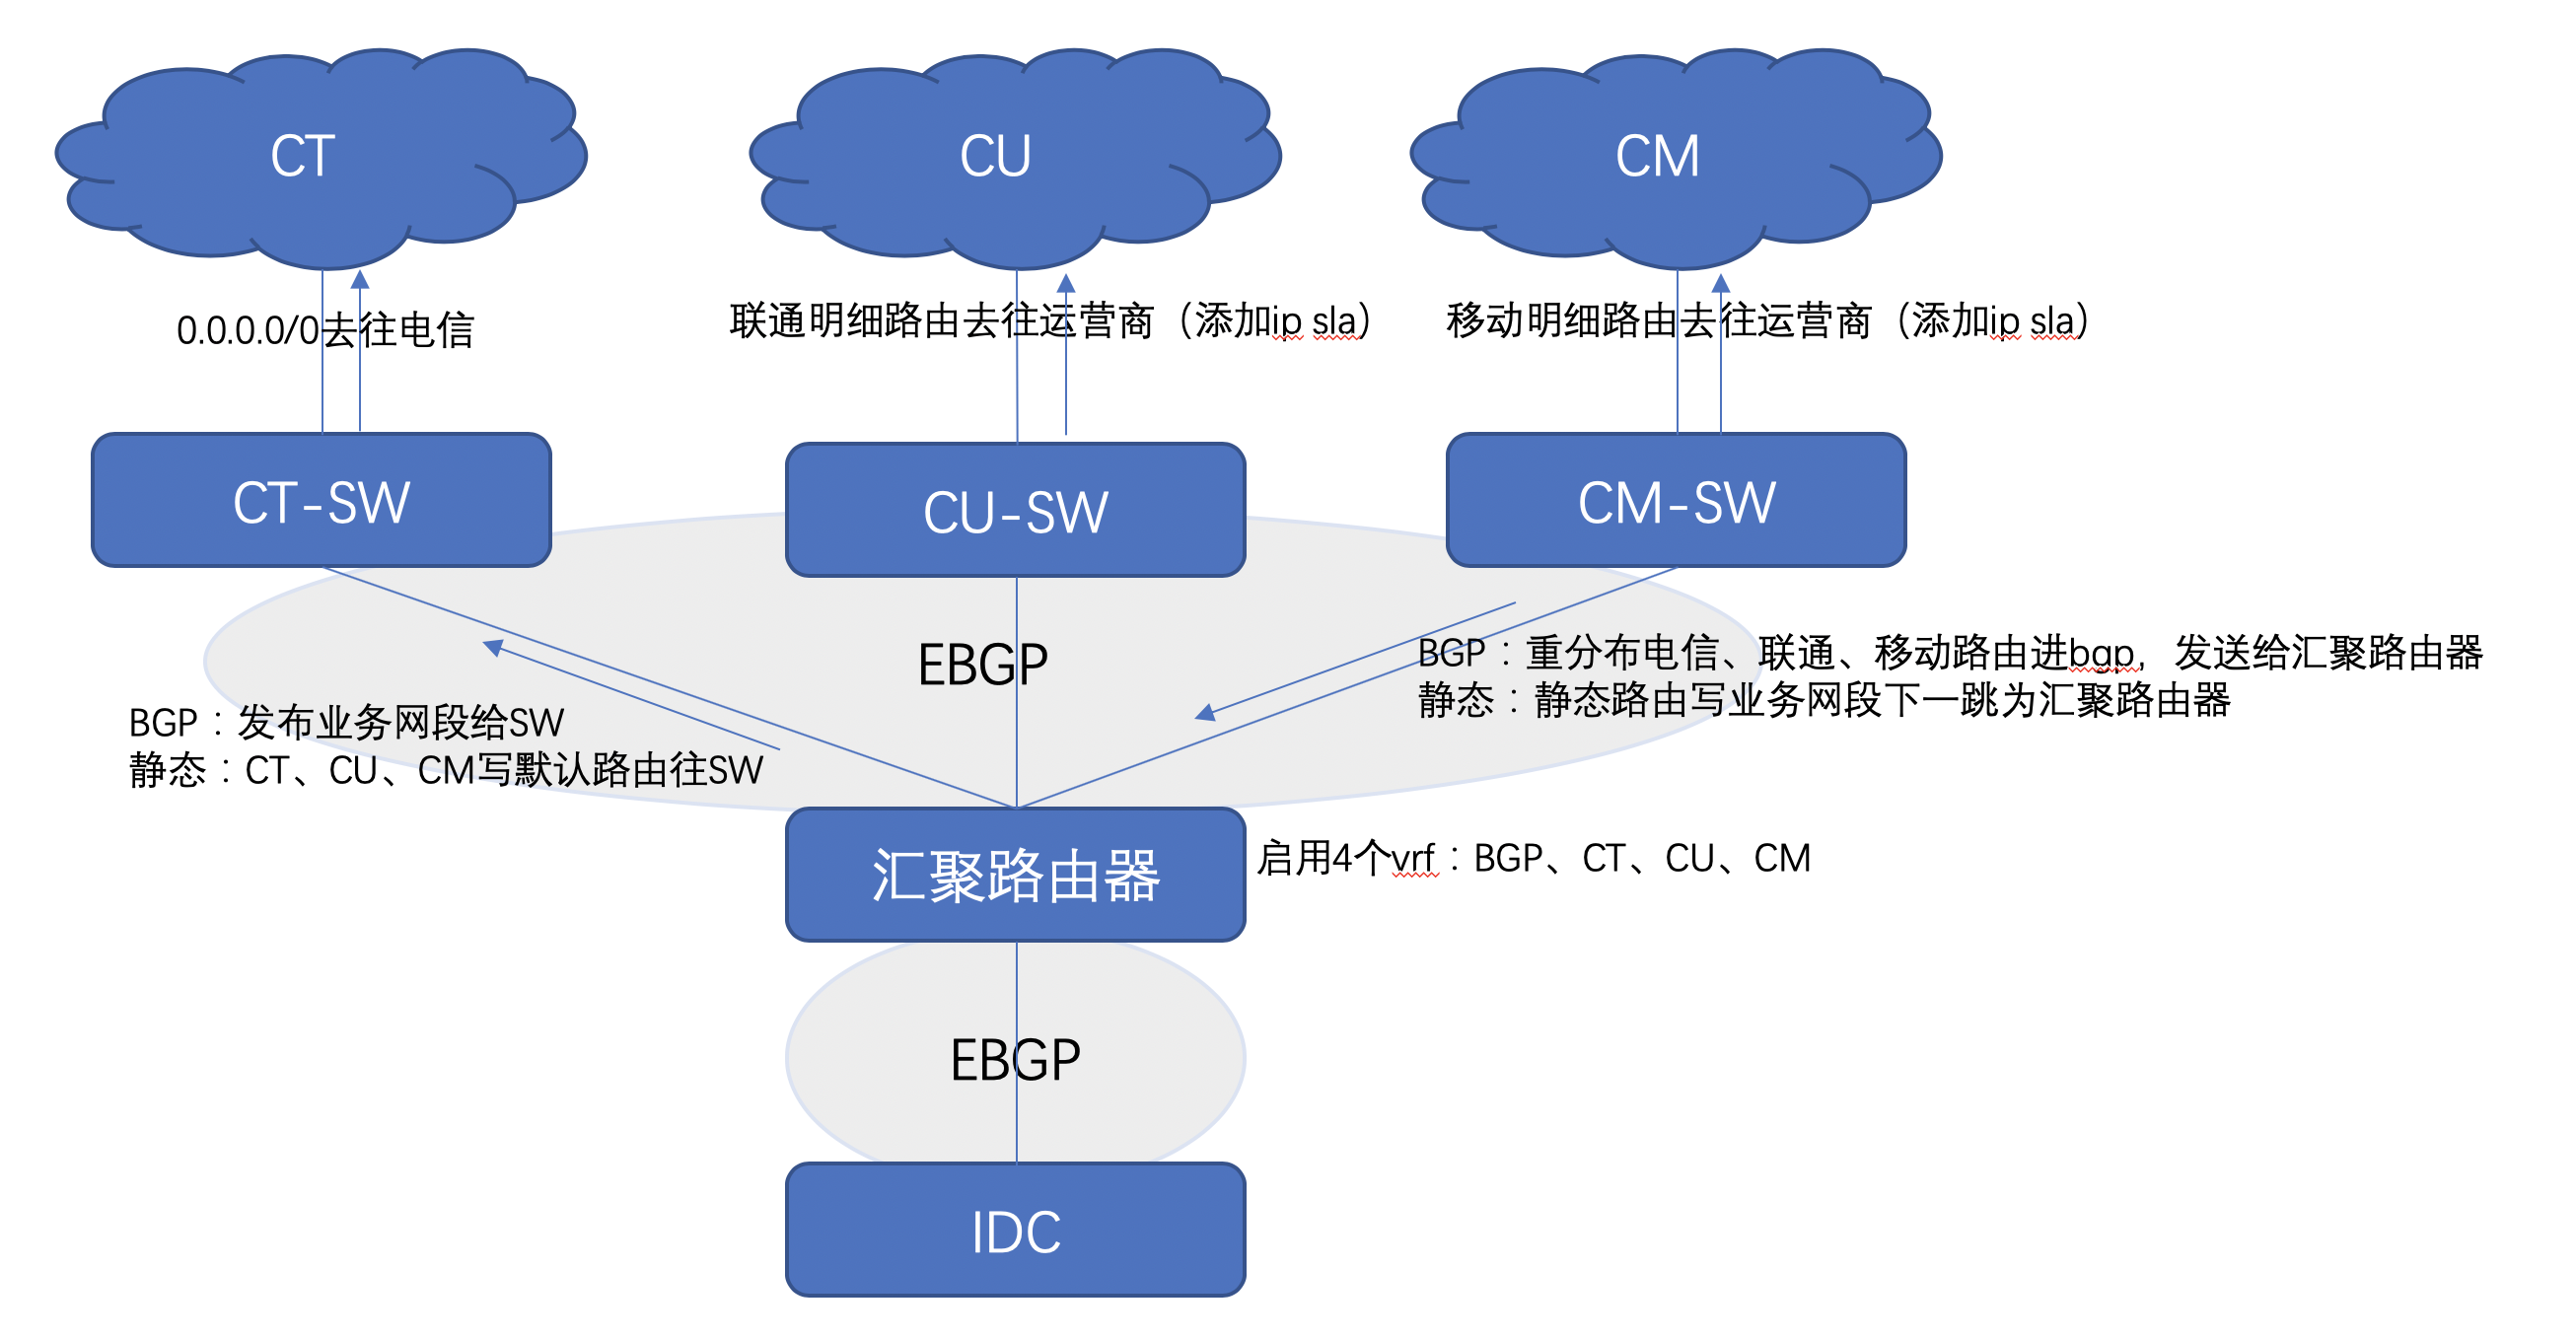 CT
CU
CM
0.0.0.0/0去往电信
联通明细路由去往运营商（添加ip sla）
移动明细路由去往运营商（添加ip sla）
CT-SW
CU-SW
CM-SW
EBGP
BGP：重分布电信、联通、移动路由进bgp，发送给汇聚路由器
静态：静态路由写业务网段下一跳为汇聚路由器
BGP：发布业务网段给SW
静态：CT、CU、CM写默认路由往SW
汇聚路由器
启用4个vrf：BGP、CT、CU、CM
EBGP
IDC